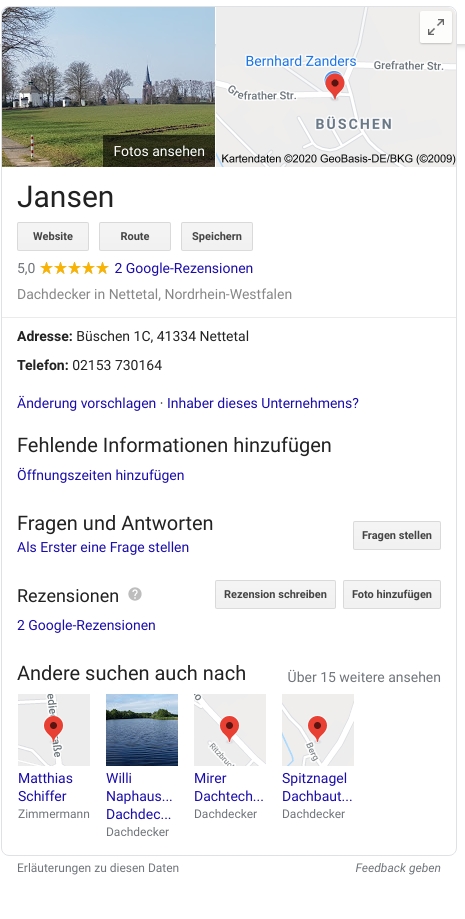 Bernhard Zanders
Grefrather Str.
Grefrather Str.
BÜSCHEN
Fotos ansehen
Kartendaten ©2020 GeoBasis-DE/BKG (©2009)
Jansen
Website
Route
Speichern
5,0 ★★★★★ 2 Google-Rezensionen
Dachdecker in Nettetal, Nordrhein-Westfalen
Adresse: Büschen 1C, 41334 Nettetal
Telefon: 02153 730164
Änderung vorschlagen · Inhaber dieses Unternehmens?
Fehlende Informationen hinzufügen
Öffnungszeiten hinzufügen
Fragen und Antworten
Fragen stellen
Als Erster eine Frage stellen
Rezensionen ?
Rezension schreiben
Foto hinzufügen
2 Google-Rezensionen
Andere suchen auch nach
Über 15 weitere ansehen
Berg
Matthias
Schiffer
Zimmermann
Willi
Naphaus...
Dachdec...
Dachdecker
Mirer
Dachtech...
Dachdecker
Spitznagel
Dachbaut...
Dachdecker
Erläuterungen zu diesen Daten
Feedback geben